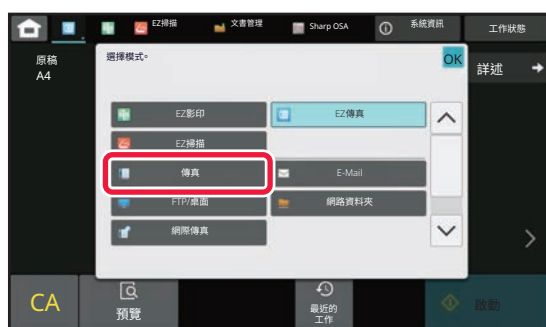 EZ掃描
文書管理
Sharp OSA
系統資訊
工作狀態
原稿
A4
選擇模式。
OK
詳述
EZ影印
EZ傳真
EZ掃描
傳真
E-Mail
FTP/桌面
網路資料夾
網際傳真
CA
預覽
最近的
工作
啟動